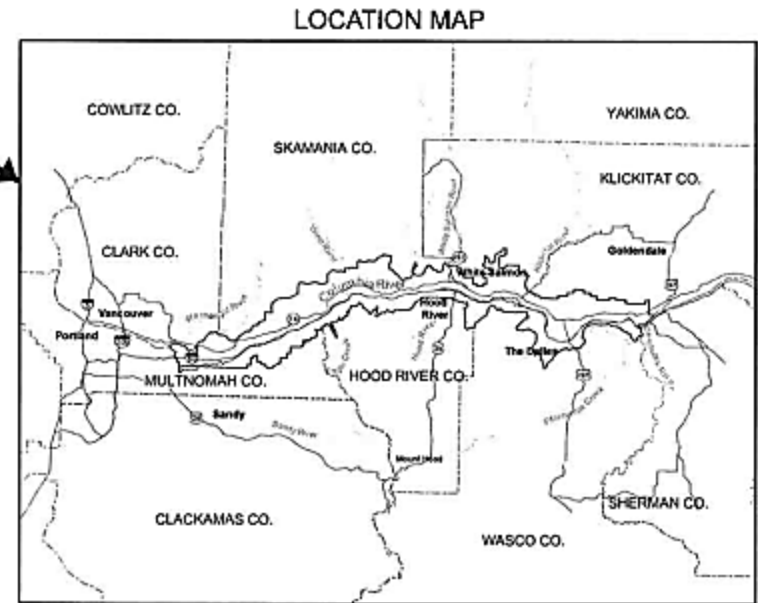 LOCATION MAP
COWLITZ CO.
YAKIMA CO.
SKAMANIA CO.
KLICKITAT CO.
CLARK CO.
Goldendale
White Salmon
Columbia River
Vancouver
Hood
River
Portland
The Dalles
MULTNOMAH CO.
HOOD RIVER CO.
Sandy
Sandy River
Mount Hood
SHERMAN CO.
CLACKAMAS CO.
WASCO CO.